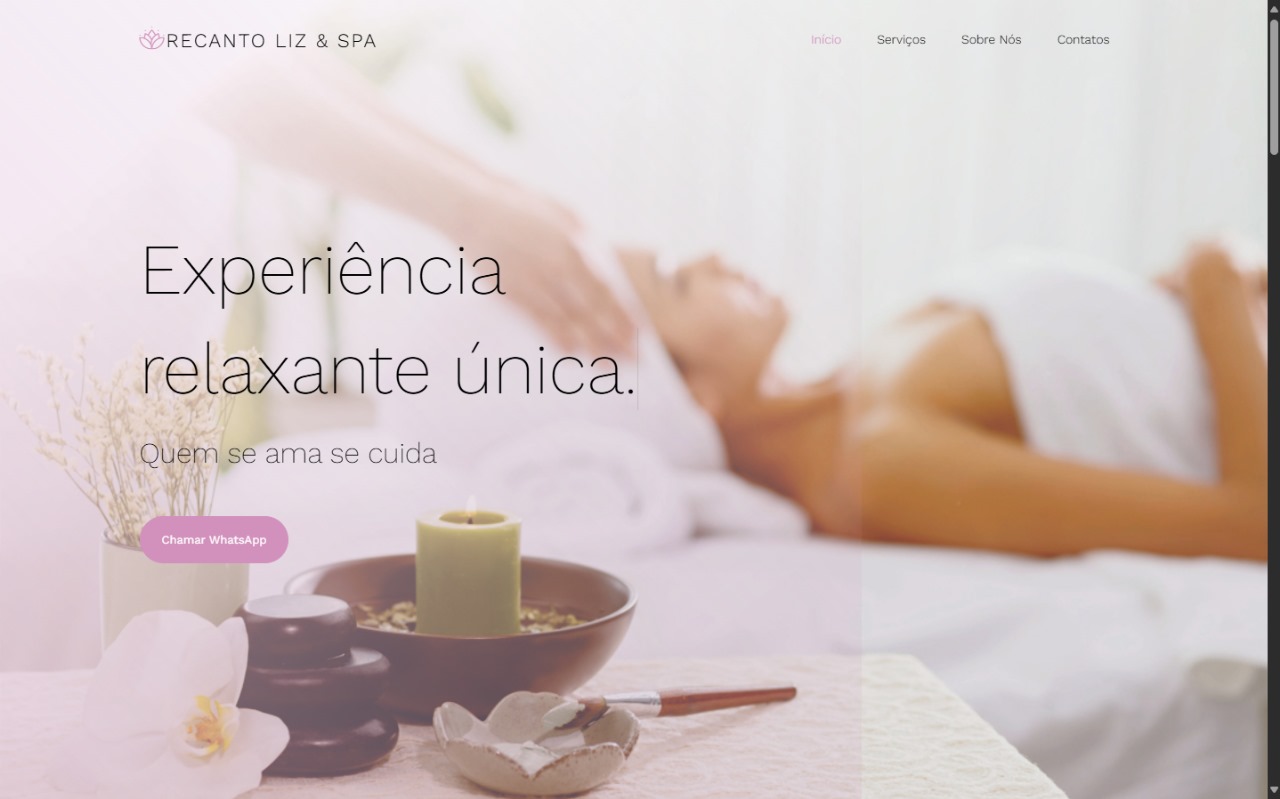 RECANTO LIZ & SPA
Início
Serviços
Sobre Nós
Contatos
Experiência
relaxante única.
Quem se ama se cuida
Chamar WhatsApp